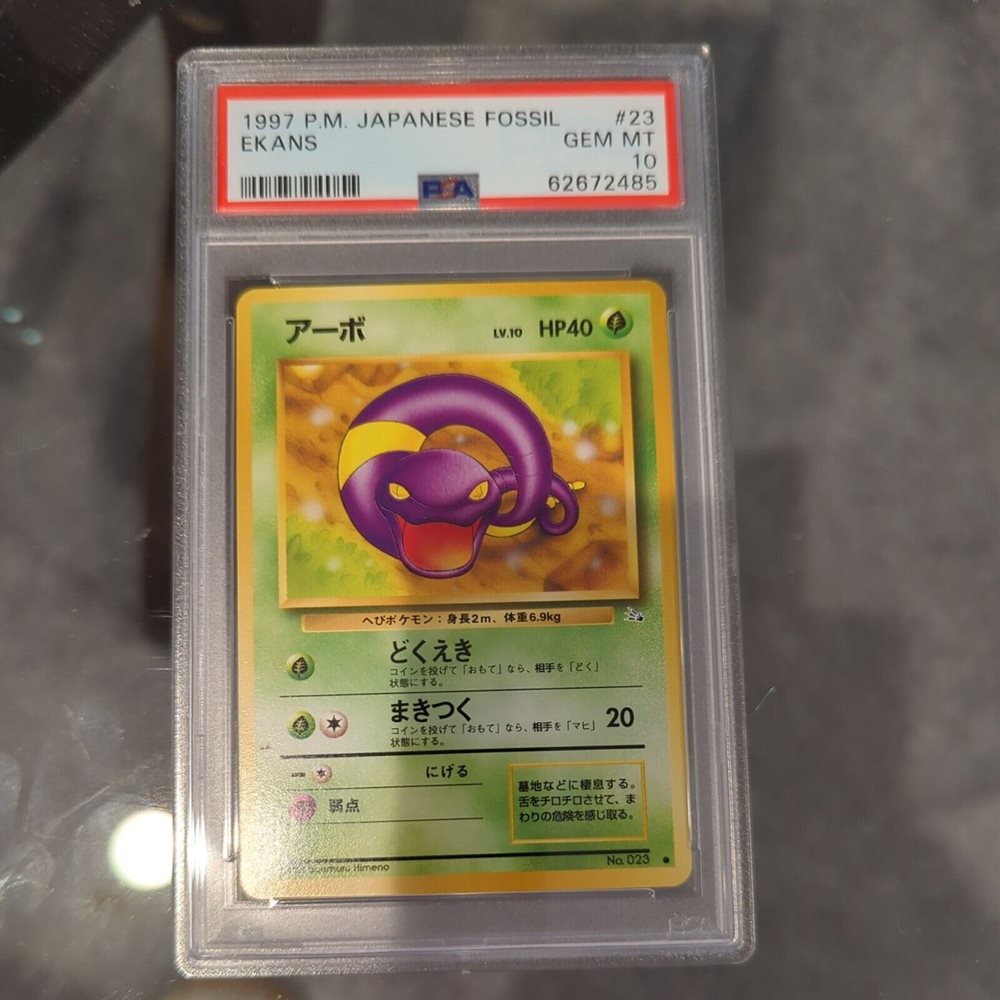 1997 P.M. JAPANESE FOSSIL #23
EKANS GEM MT
10
PSA 62672485
アーボ LV.10 HP40
へびポケモン：身長2m、体重6.9kg
どくえき
コインを投げて「おもて」なら、相手を「どく」
状態にする。
まきつく 20
コインを投げて「おもて」なら、相手を「マヒ」
状態にする。
にげる
弱点
墓地などに棲息する。
舌をチロチロさせて、ま
わりの危険を感じ取る。
No. 023
Himeno